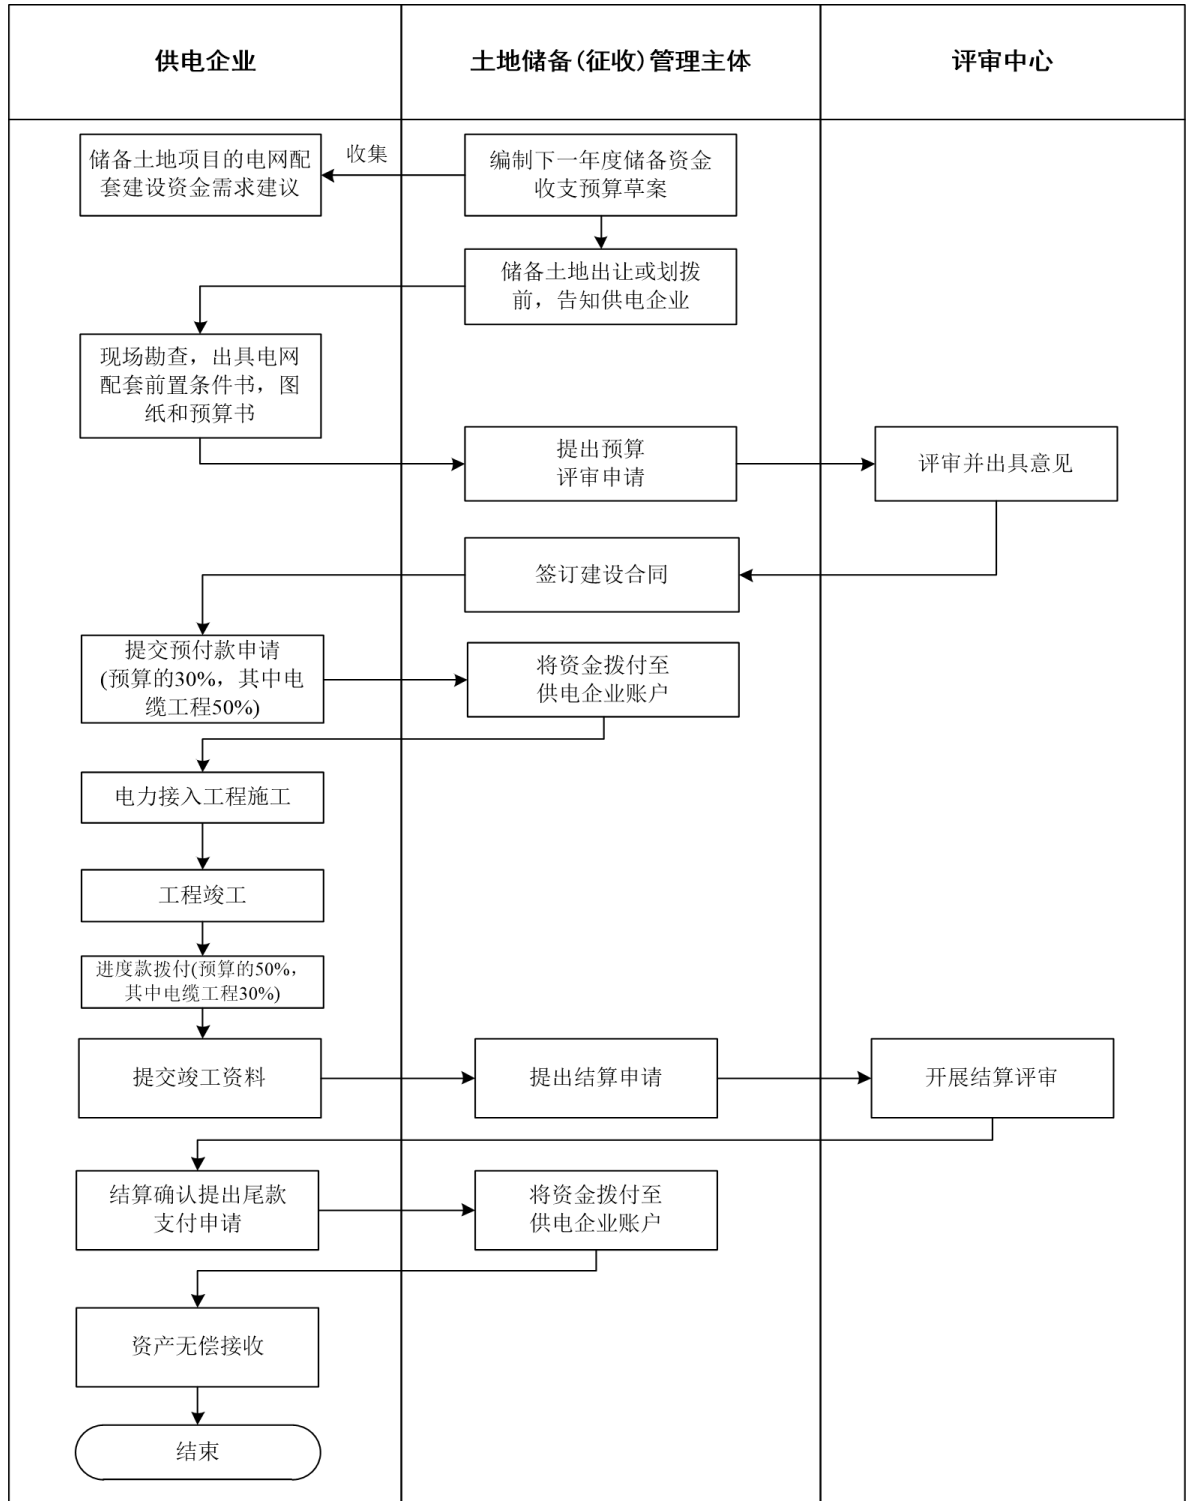 供电企业
土地储备(征收)管理主体
评审中心
储备土地项目的电网配
套建设资金需求建议
收集
编制下一年度储备资金
收支预算草案
储备土地出让或划拨
前，告知供电企业
现场勘查，出具电网
配套前置条件书，图
纸和预算书
提出预算
评审申请
评审并出具意见
签订建设合同
提交预付款申请
(预算的30%，其中电
缆工程50%)
将资金拨付至
供电企业账户
电力接入工程施工
工程竣工
进度款拨付(预算的50%，
其中电缆工程30%)
提交竣工资料
提出结算申请
开展结算评审
结算确认提出尾款
支付申请
将资金拨付至
供电企业账户
资产无偿接收
结束